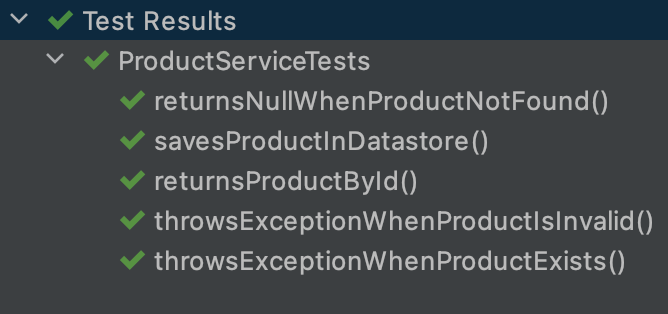 Test Results
ProductServiceTests
returnsNullWhenProductNotFound()
savesProductInDatastore()
returnsProductById()
throwsExceptionWhenProductIsInvalid()
throwsExceptionWhenProductExists()